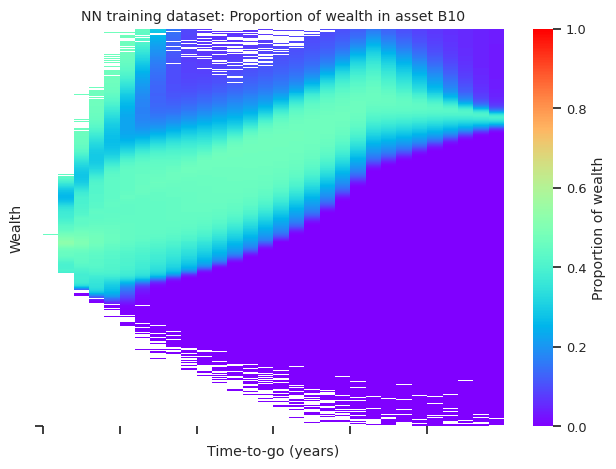 NN training dataset: Proportion of wealth in asset B10
Wealth
Time-to-go (years)
1.0
0.8
0.6
0.4
0.2
0.0
Proportion of wealth